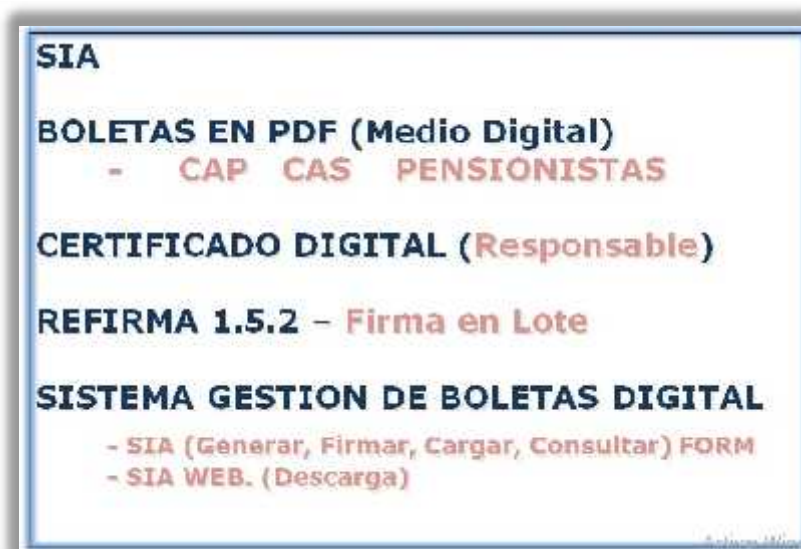 SIA
BOLETAS EN PDF (Medio Digital)
- CAP CAS PENSIONISTAS
CERTIFICADO DIGITAL (Responsable)
REFIRMA 1.5.2 – Firma en Lote
SISTEMA GESTION DE BOLETAS DIGITAL
- SIA (Generar, Firmar, Cargar, Consultar) FORM
- SIA WEB. (Descarga)